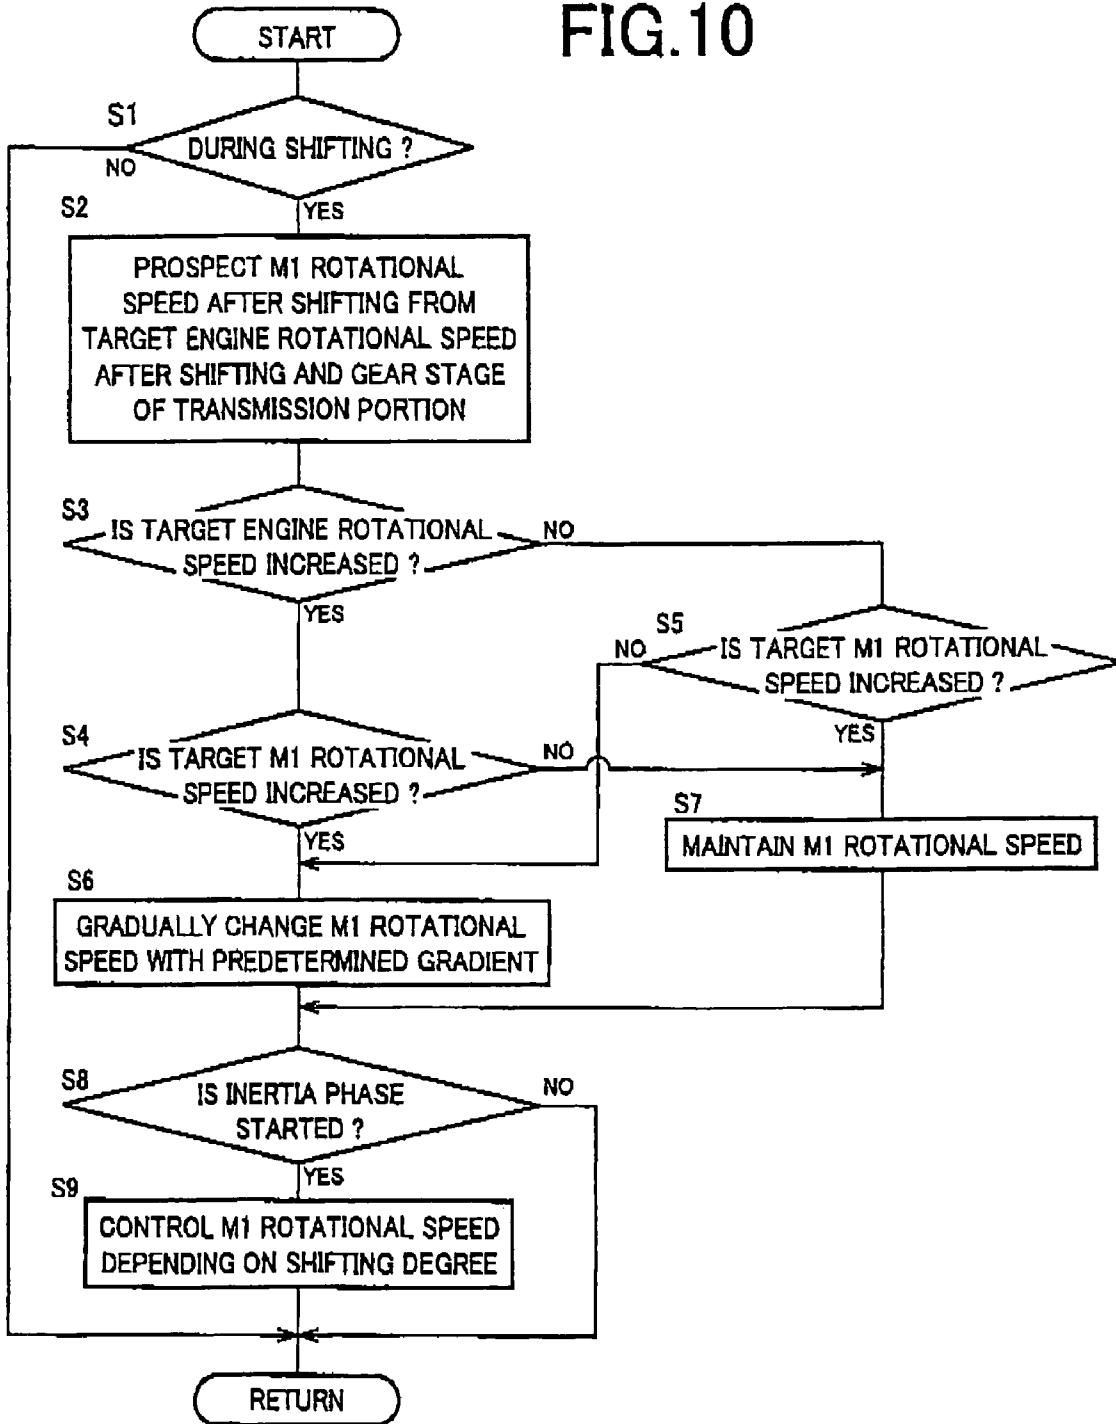 FIG.10
START
S1
DURING SHIFTING ?
NO
YES
S2
PROSPECT M1 ROTATIONAL
SPEED AFTER SHIFTING FROM
TARGET ENGINE ROTATIONAL SPEED
AFTER SHIFTING AND GEAR STAGE
OF TRANSMISSION PORTION
S3
IS TARGET ENGINE ROTATIONAL
SPEED INCREASED ?
NO
YES
S5
NO
IS TARGET M1 ROTATIONAL
SPEED INCREASED ?
YES
S4
IS TARGET M1 ROTATIONAL
SPEED INCREASED ?
NO
YES
S7
MAINTAIN M1 ROTATIONAL SPEED
S6
GRADUALLY CHANGE M1 ROTATIONAL
SPEED WITH PREDETERMINED GRADIENT
S8
IS INERTIA PHASE
STARTED ?
NO
YES
S9
CONTROL M1 ROTATIONAL SPEED
DEPENDING ON SHIFTING DEGREE
RETURN